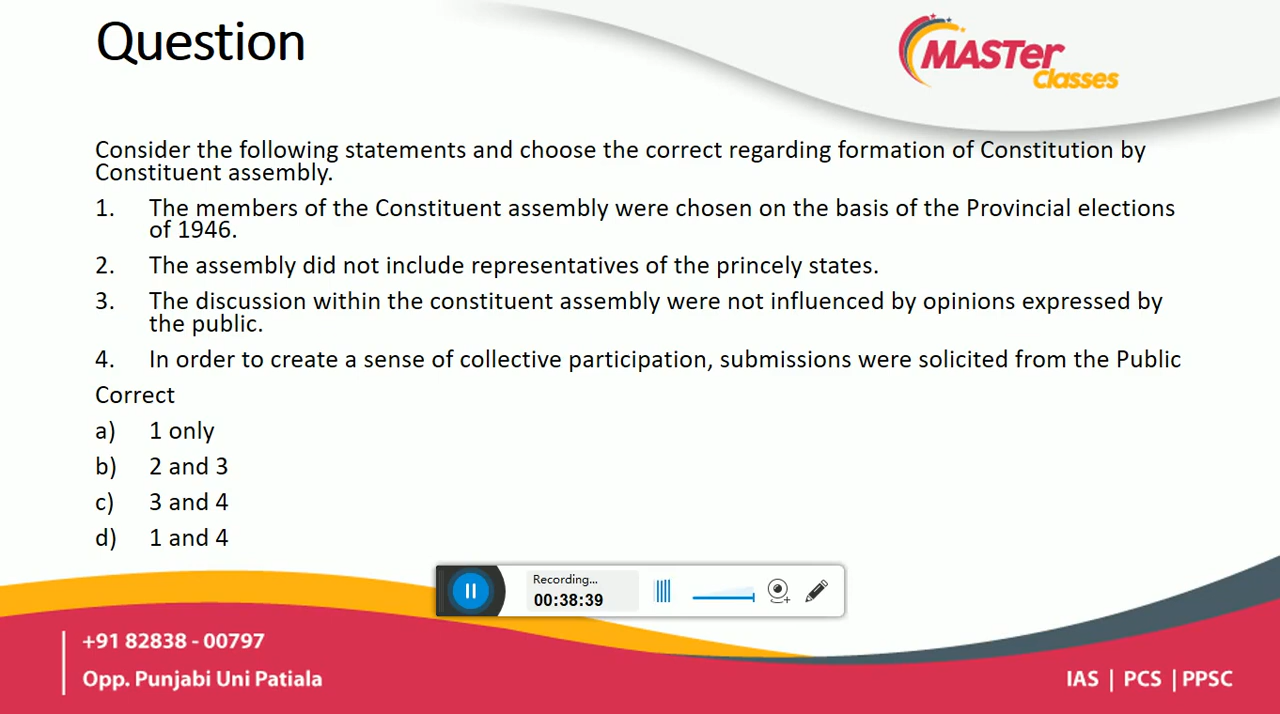 Question
MASTer
Classes
Consider the following statements and choose the correct regarding formation of Constitution by
Constituent assembly.
1. The members of the Constituent assembly were chosen on the basis of the Provincial elections
of 1946.
2. The assembly did not include representatives of the princely states.
3. The discussion within the constituent assembly were not influenced by opinions expressed by
the public.
4. In order to create a sense of collective participation, submissions were solicited from the Public
Correct
a) 1 only
b) 2 and 3
c) 3 and 4
d) 1 and 4
Recording...
00:38:39
+91 82838 - 00797
Opp. Punjabi Uni Patiala
IAS | PCS | PPSC